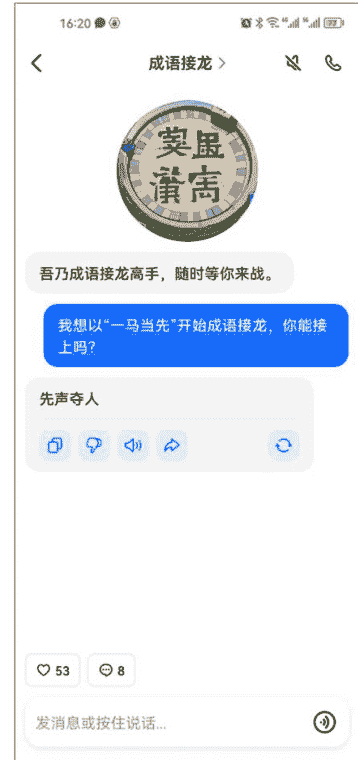 16:20
成语接龙
吾乃成语接龙高手，随时等你来战。
我想以“一马当先”开始成语接龙，你能接
上吗？
先声夺人
53
8
发消息或按住说话...